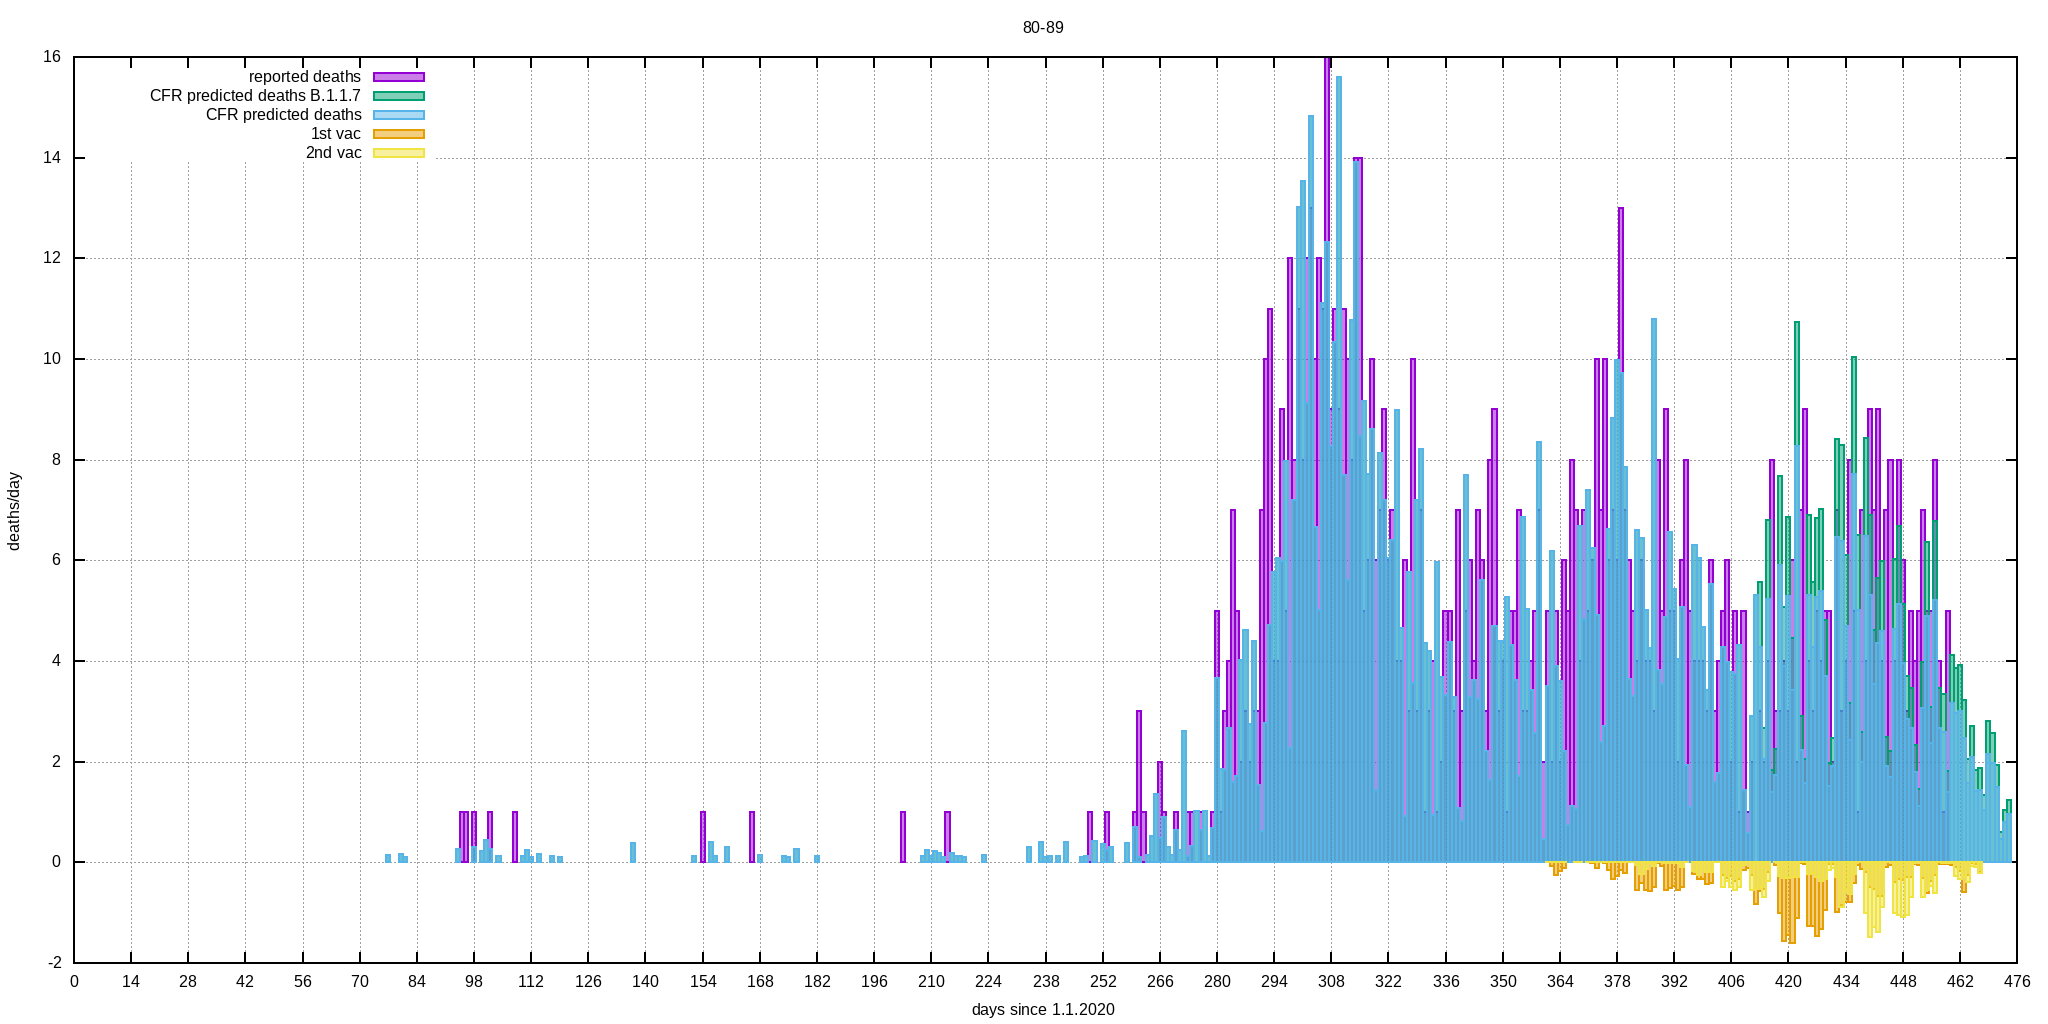 80-89
reported deaths
CFR predicted deaths B.1.1.7
CFR predicted deaths
1st vac
2nd vac
16
14
12
10
8
6
4
2
0
-2
deaths/day
0 14 28 42 56 70 84 98 112 126 140 154 168 182 196 210 224 238 252 266 280 294 308 322 336 350 364 378 392 406 420 434 448 462 476
days since 1.1.2020